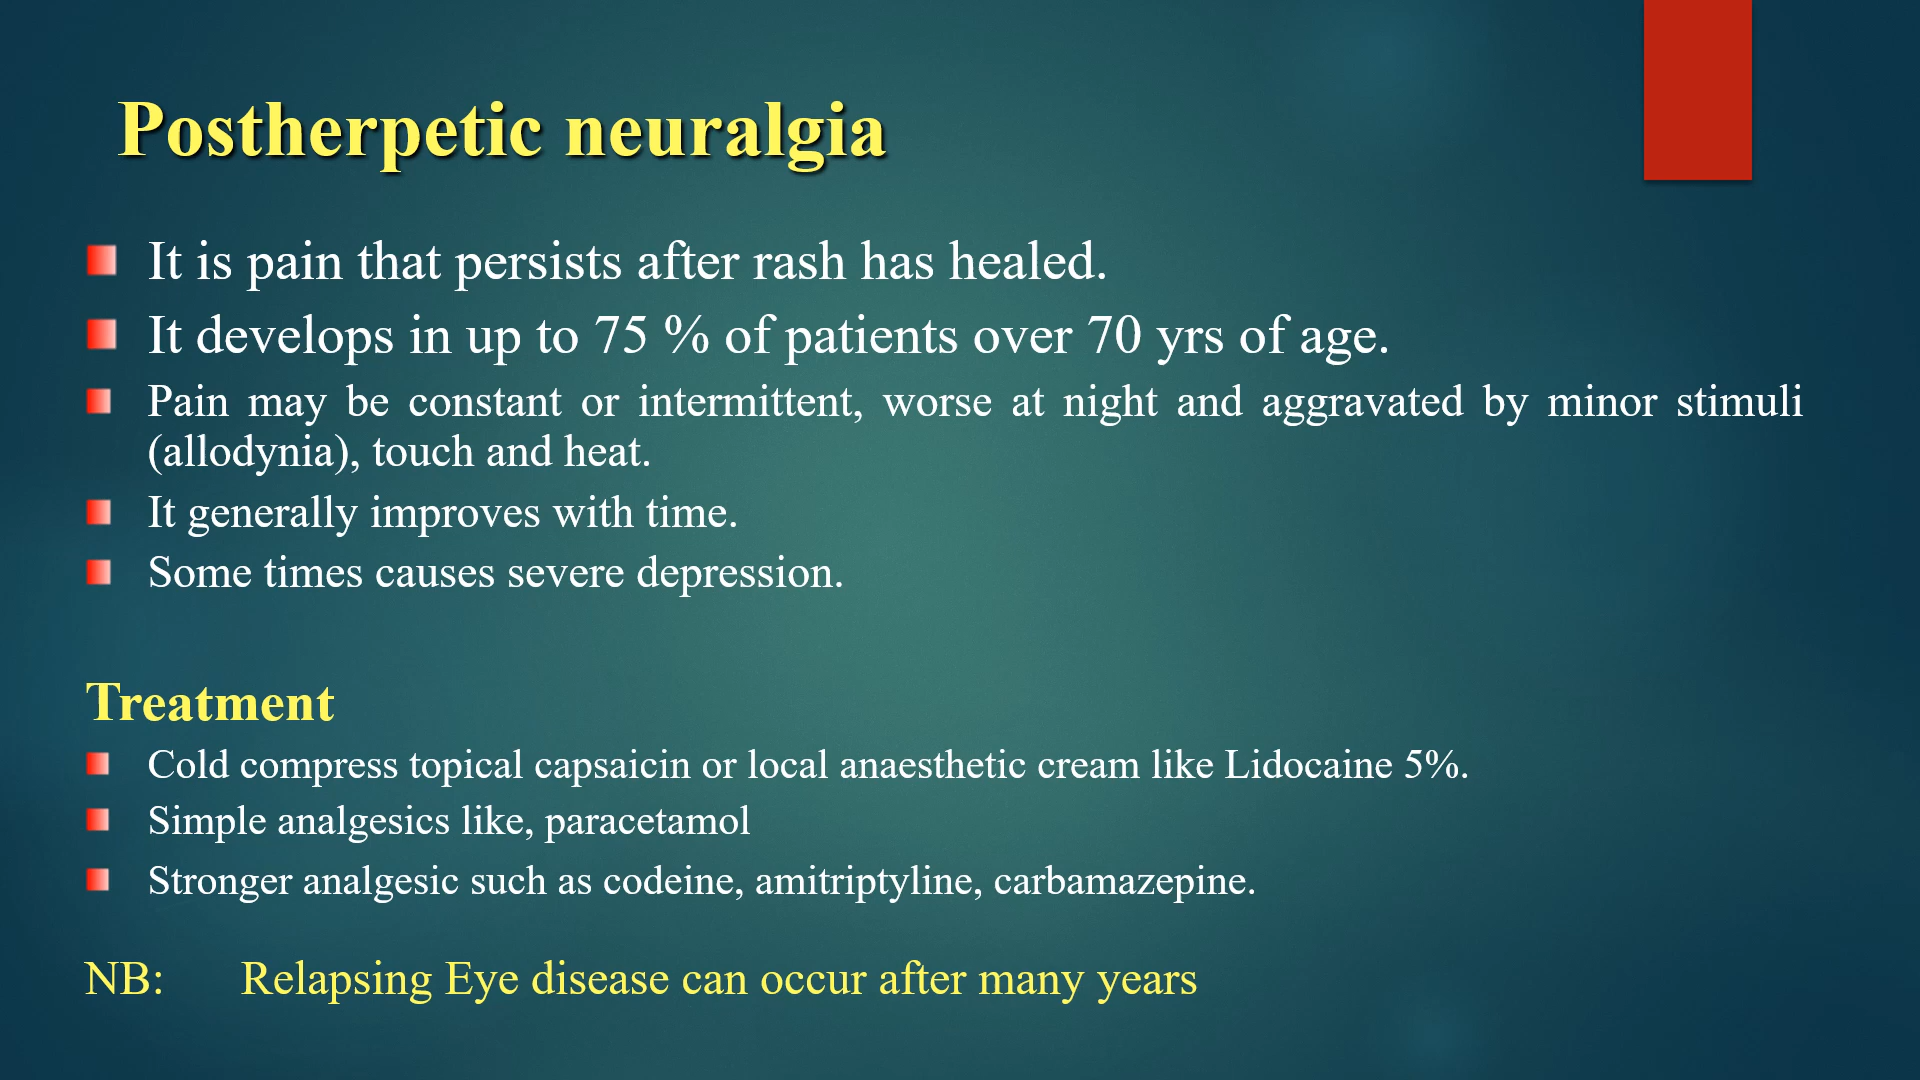 Postherpetic neuralgia
It is pain that persists after rash has healed.
It develops in up to 75 % of patients over 70 yrs of age.
Pain may be constant or intermittent, worse at night and aggravated by minor stimuli
(allodynia), touch and heat.
It generally improves with time.
Some times causes severe depression.
Treatment
Cold compress topical capsaicin or local anaesthetic cream like Lidocaine 5%.
Simple analgesics like, paracetamol
Stronger analgesic such as codeine, amitriptyline, carbamazepine.
NB: Relapsing Eye disease can occur after many years